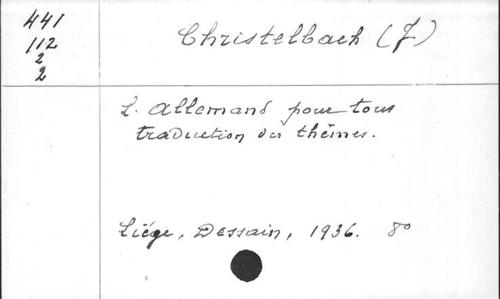 441
112
2
2
Christelbach (J)
L. allemand pour tous
traduction des thèmes.
Liége, Dessain, 1936. 8°